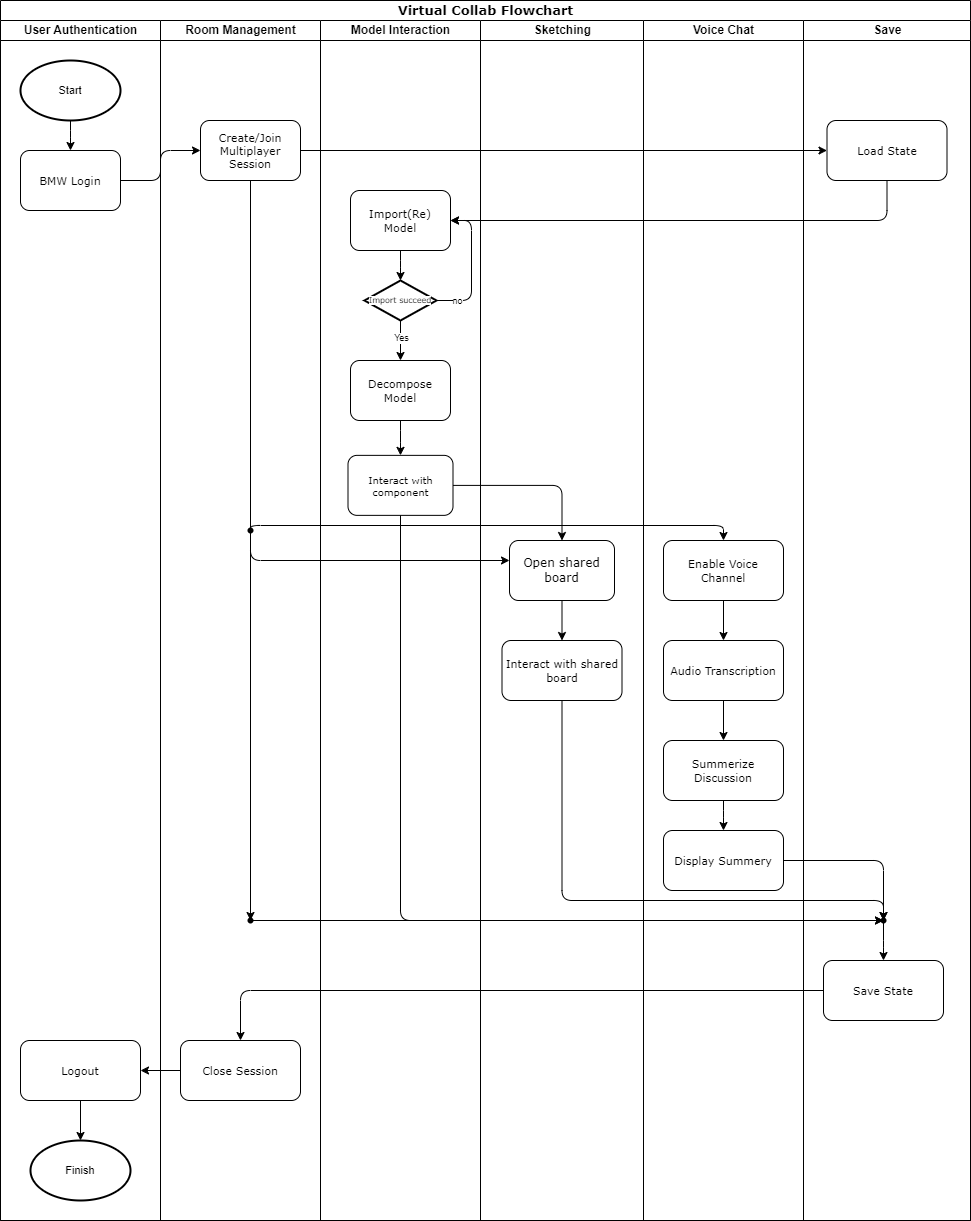 Virtual Collab Flowchart
User Authentication
Room Management
Model Interaction
Sketching
Voice Chat
Save
Start
BMW Login
Create/Join
Multiplayer
Session
Load State
Import(Re)
Model
Import succeed
no
Yes
Decompose
Model
Interact with
component
Open shared
board
Enable Voice
Channel
Interact with shared
board
Audio Transcription
Summerize
Discussion
Display Summery
Save State
Logout
Close Session
Finish